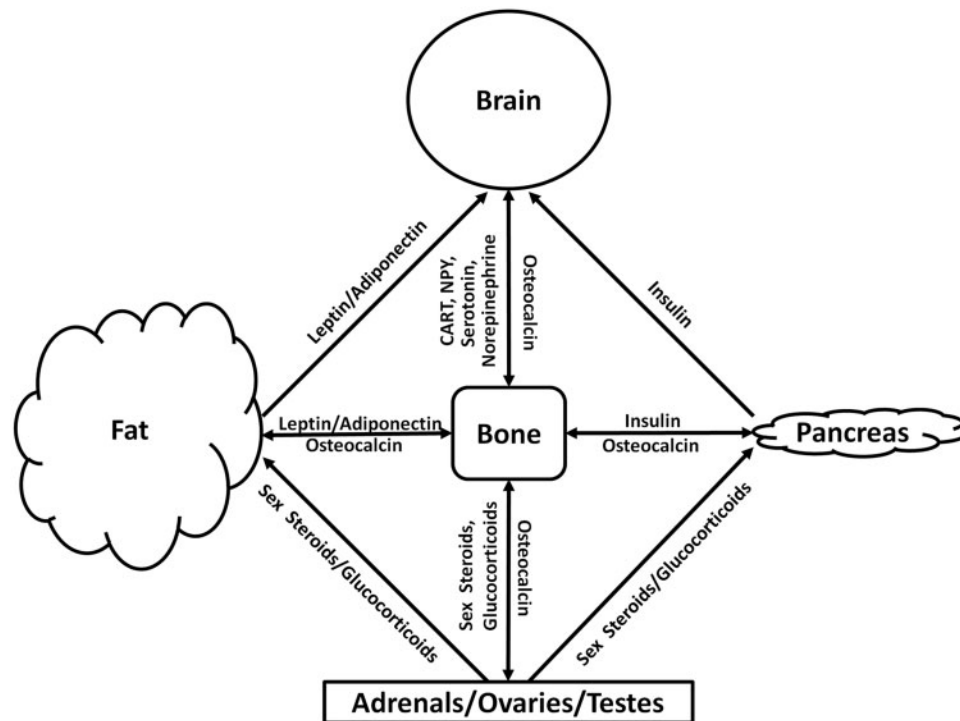 Brain
Leptin/Adiponectin
CART, NPY,
Serotonin,
Norepinephrine
Osteocalcin
Insulin
Fat
Leptin/Adiponectin
Osteocalcin
Bone
Insulin
Osteocalcin
Pancreas
Sex Steroids/Glucocorticoids
Sex Steroids,
Glucocorticoids
Osteocalcin
Sex Steroids/Glucocorticoids
Adrenals/Ovaries/Testes